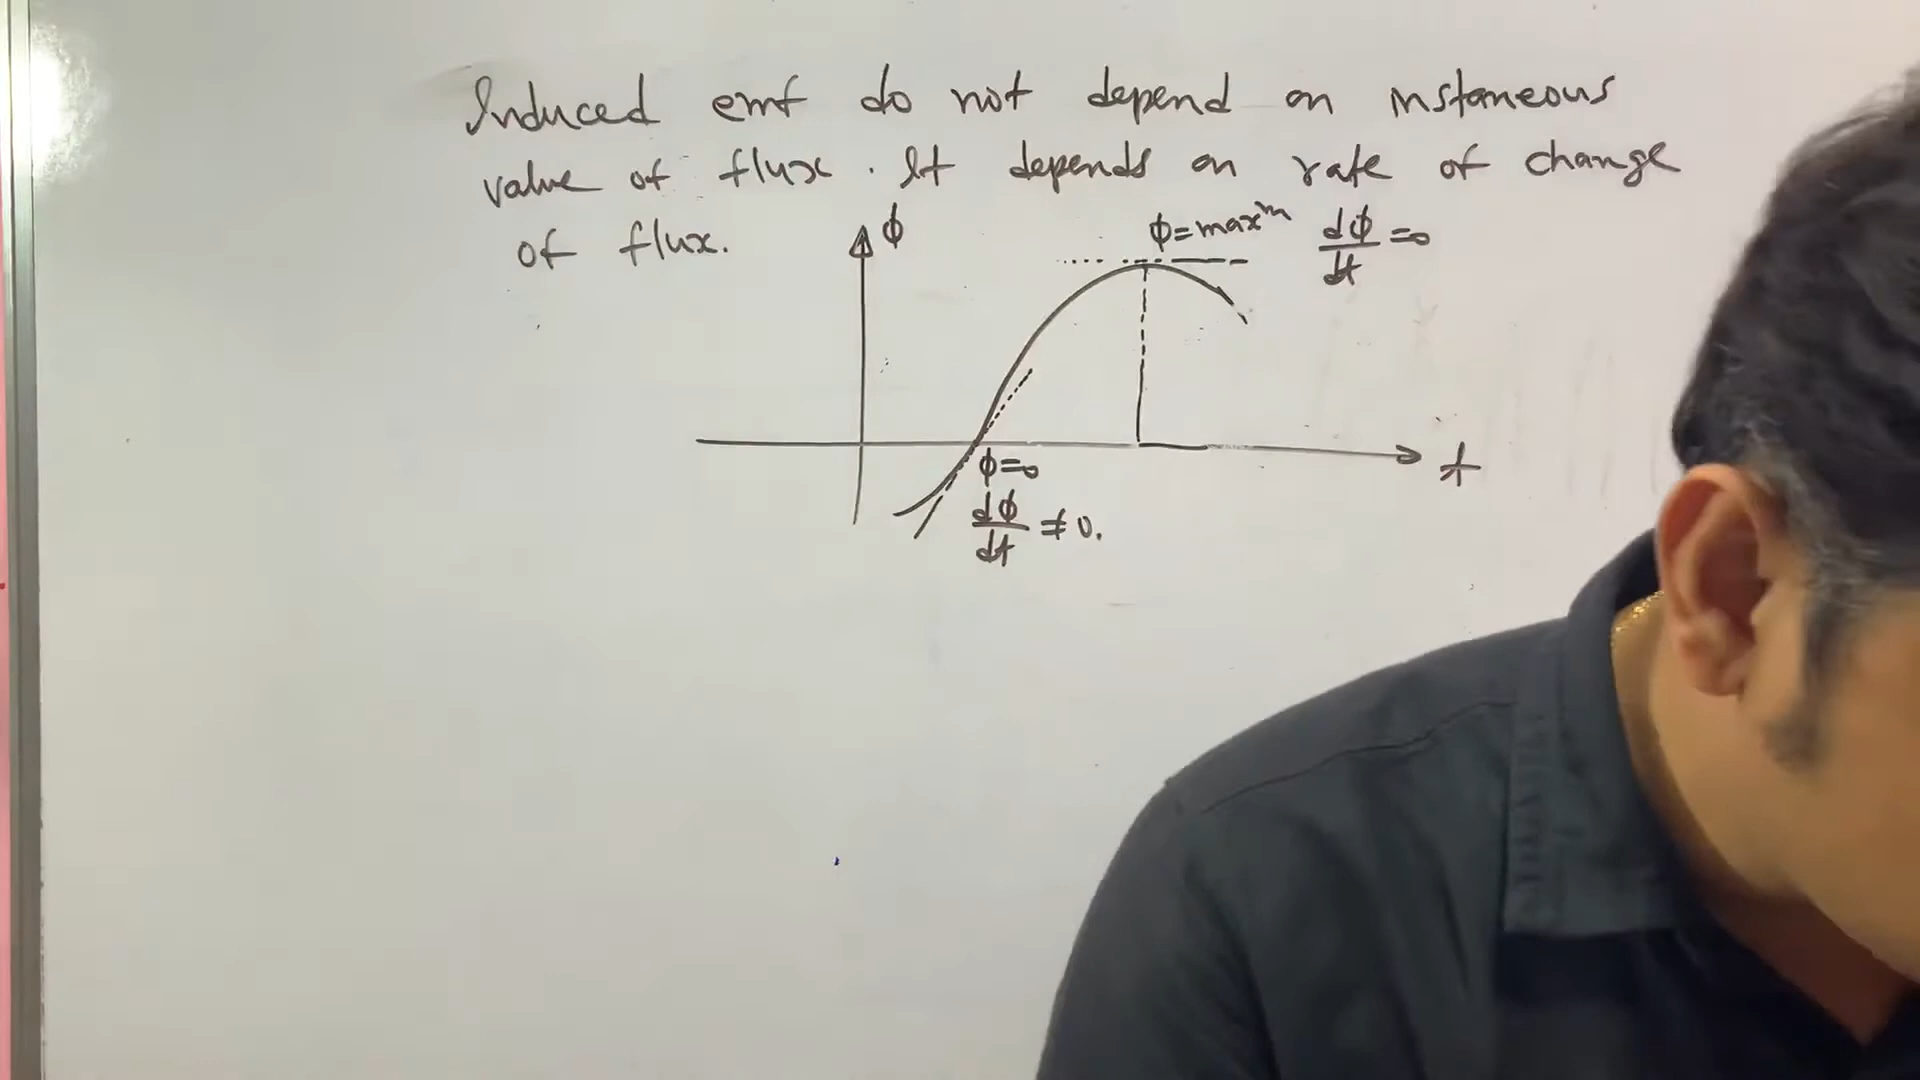 Induced emf do not depend on instaneous
value of flux. It depends on rate of change
of flux.
ϕ
ϕ=maxᵐ dϕ/dt =0
t
ϕ=0
dϕ/dt ≠ 0.